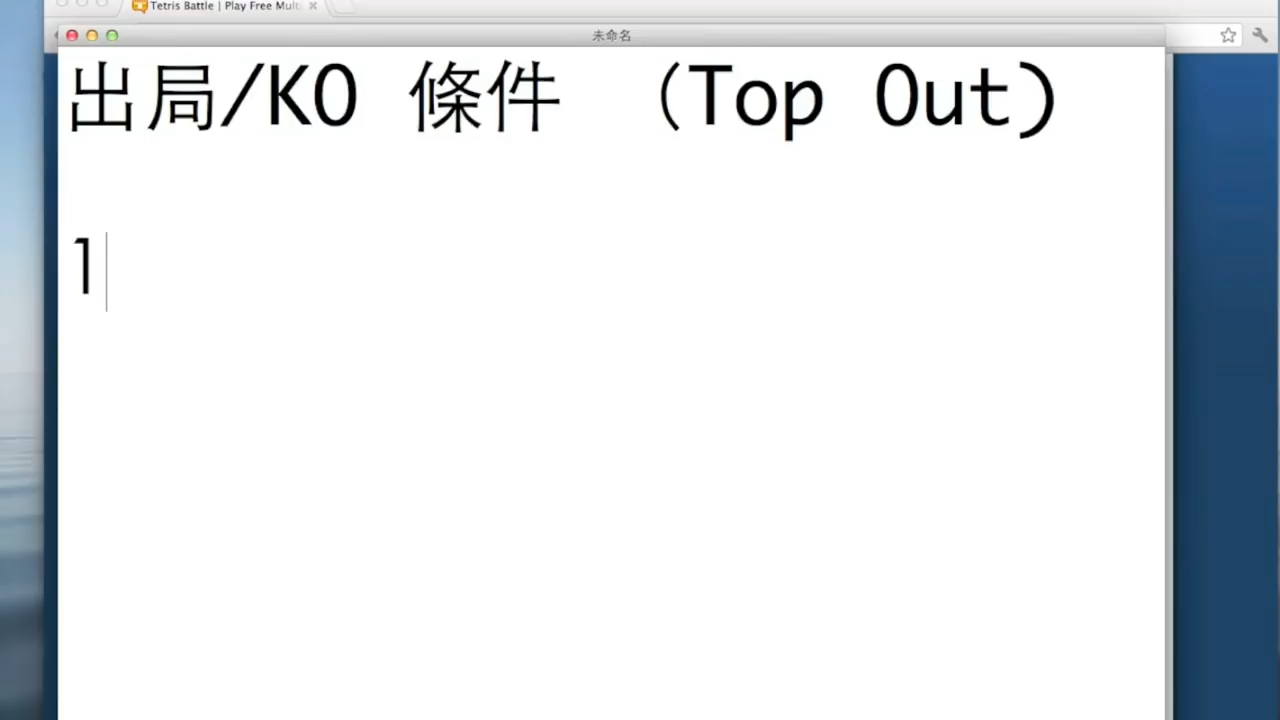 Tetris Battle | Play Free Mult
未命名
出局/KO 條件 (Top Out)
1